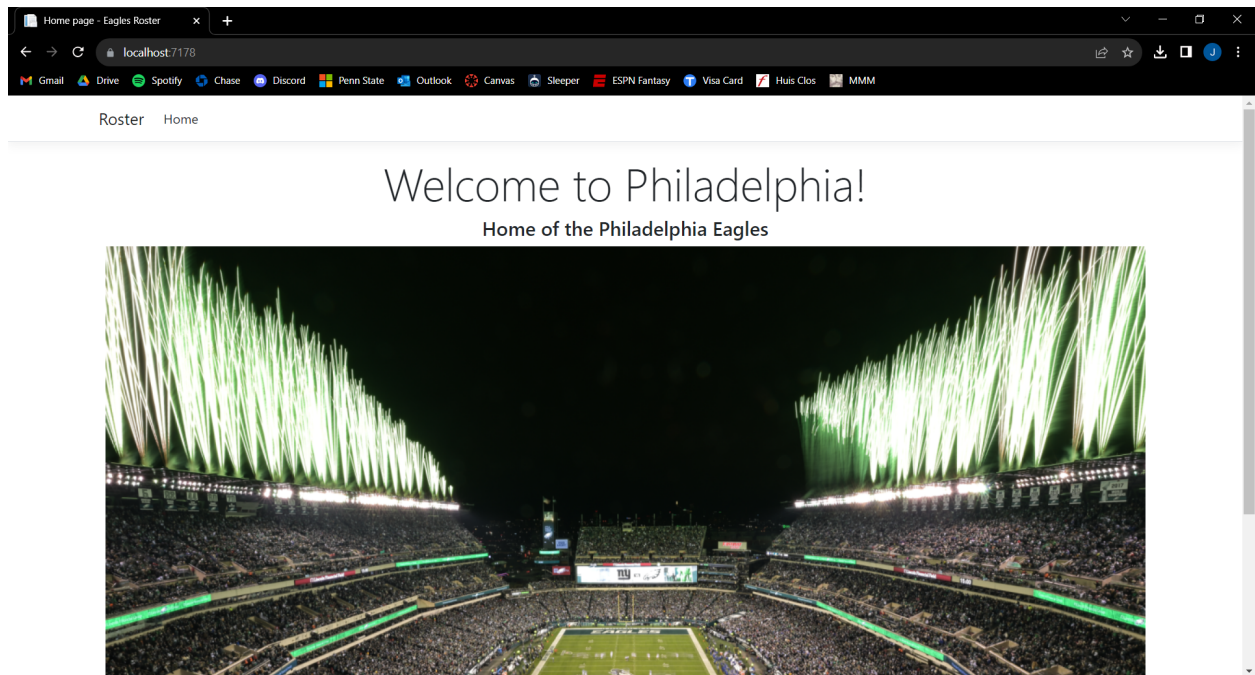 Home page - Eagles Roster
localhost:7178
Gmail Drive Spotify Chase Discord Penn State Outlook Canvas Sleeper ESPN Fantasy Visa Card Huis Clos MMM
Roster Home
Welcome to Philadelphia!
Home of the Philadelphia Eagles
ny
EAGLES